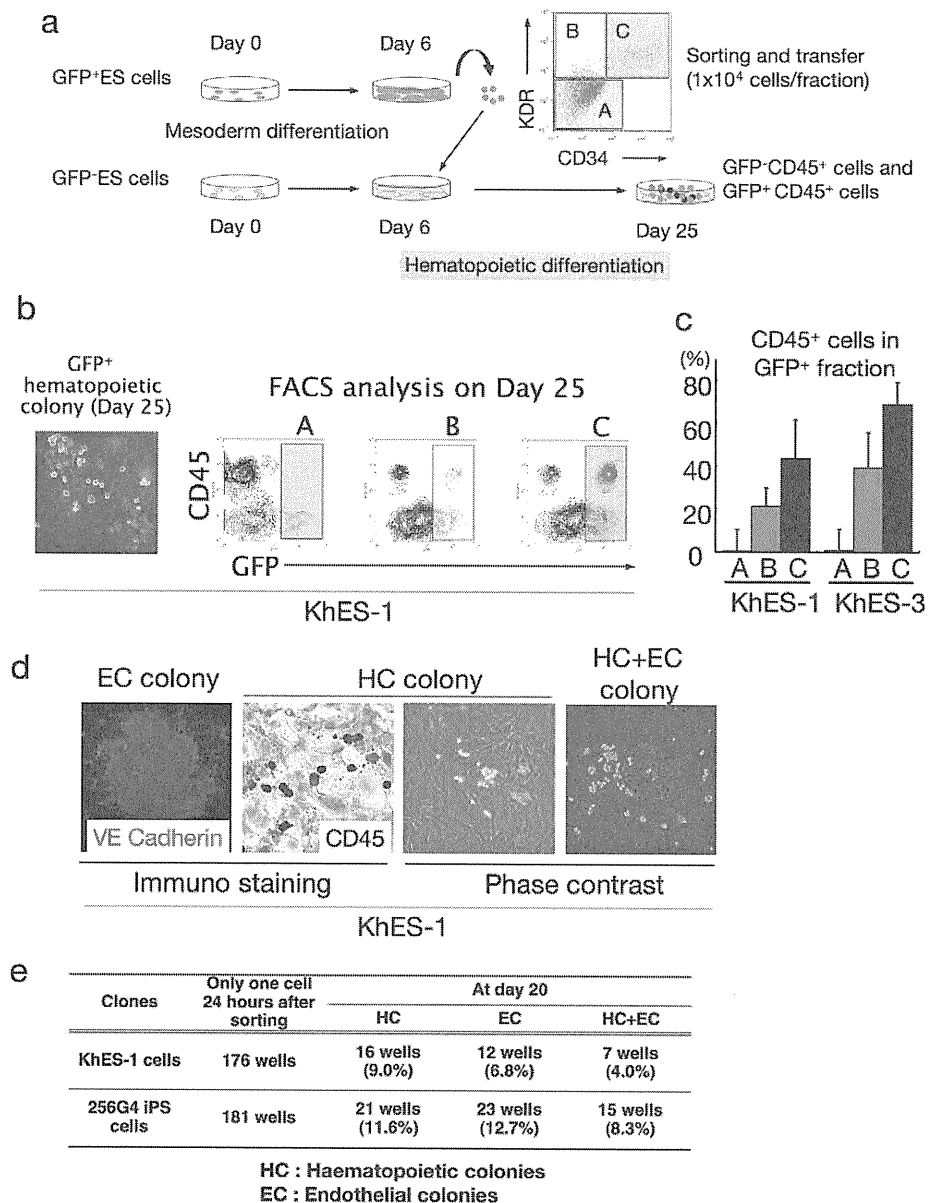 a
Day 0
Day 6
GFP+ES cells
B
C
A
KDR
CD34
Sorting and transfer
(1x10⁴ cells/fraction)
Mesoderm differentiation
GFP-ES cells
Day 0
Day 6
GFP-CD45+ cells and
GFP+ CD45+ cells
Day 25
Hematopoietic differentiation
b
GFP+
hematopoietic
colony (Day 25)
FACS analysis on Day 25
A
B
C
CD45
GFP
KhES-1
c
CD45+ cells in
GFP+ fraction
(%)
80
60
40
20
0
A B C
A B C
KhES-1
KhES-3
d
EC colony
HC colony
HC+EC
colony
VE Cadherin
CD45
Immuno staining
Phase contrast
KhES-1
e
Clones
Only one cell
24 hours after
sorting
At day 20
HC
EC
HC+EC
KhES-1 cells
176 wells
16 wells
(9.0%)
12 wells
(6.8%)
7 wells
(4.0%)
256G4 iPS
cells
181 wells
21 wells
(11.6%)
23 wells
(12.7%)
15 wells
(8.3%)
HC : Haematopoietic colonies
EC : Endothelial colonies